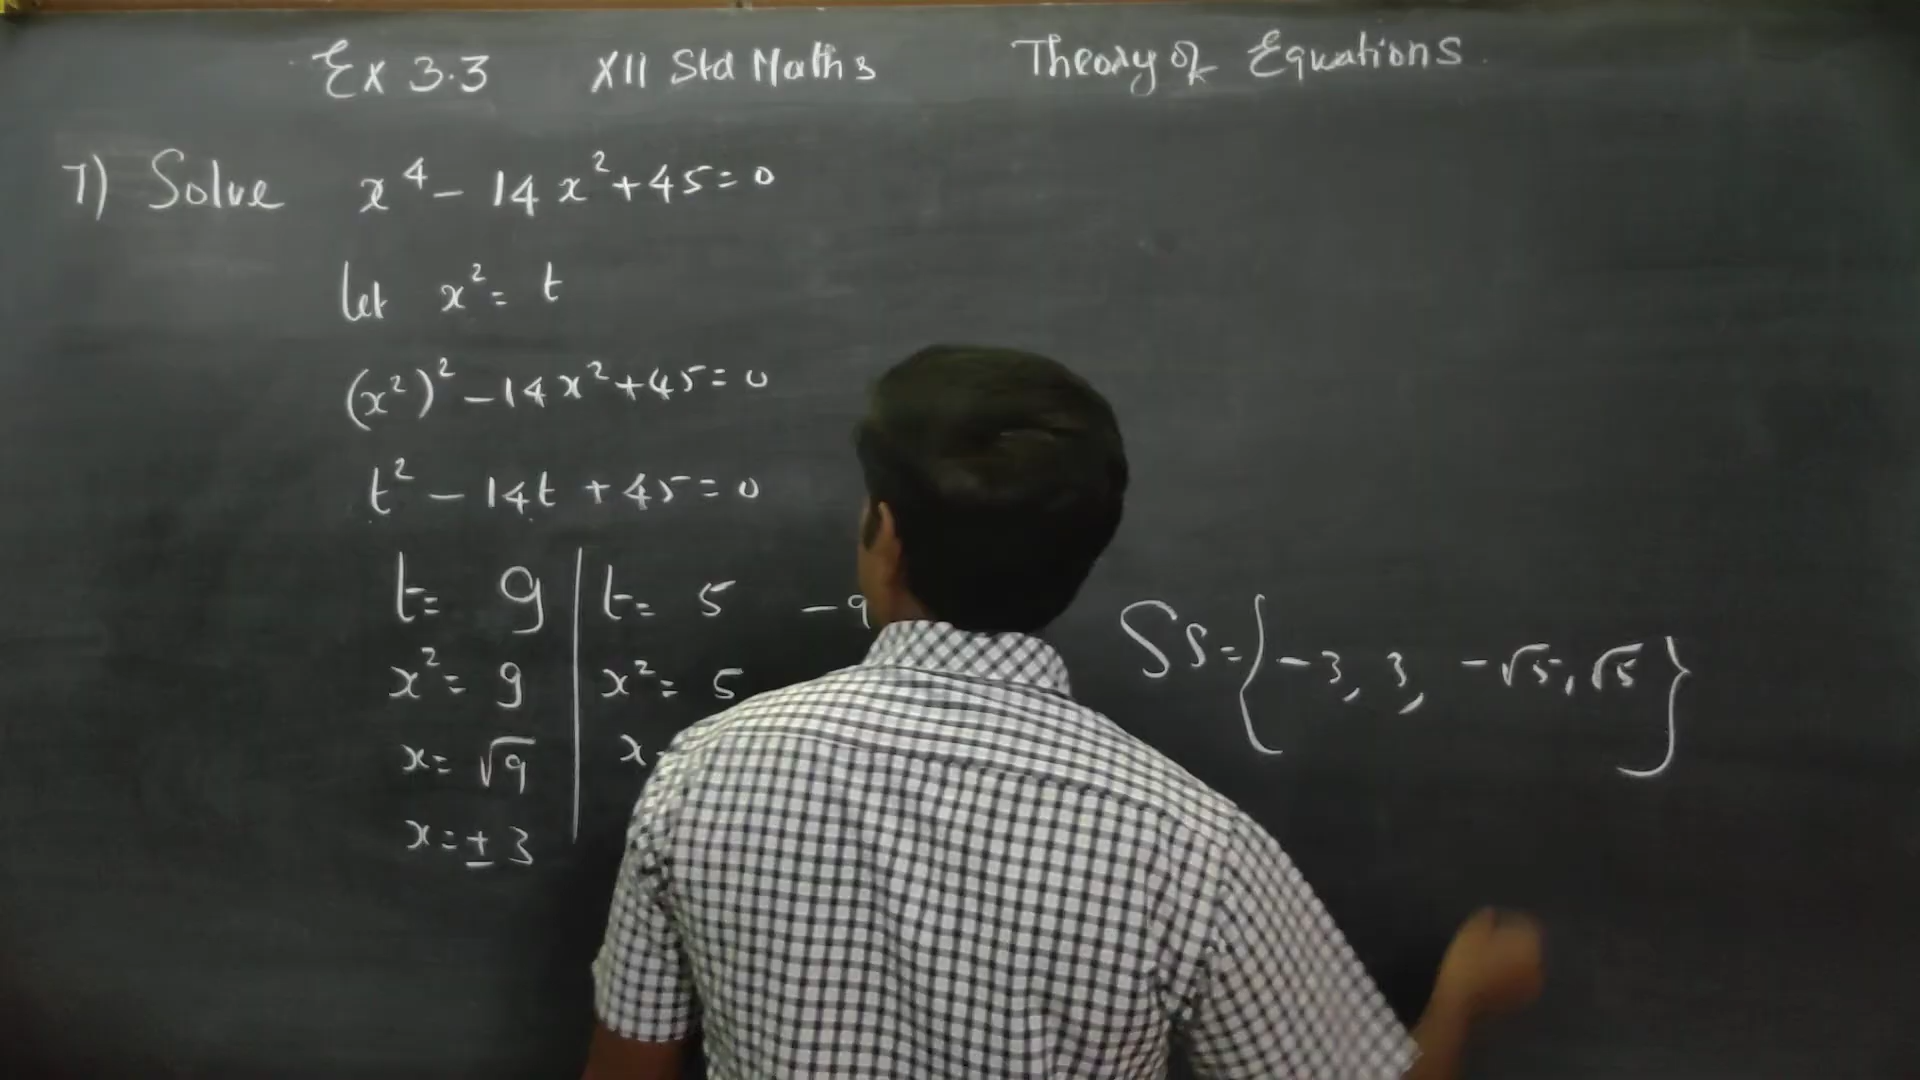 Ex 3.3 XII Std Maths Theory of Equations
7) Solve x⁴ - 14x² + 45 = 0
Let x² = t
(x²)² - 14x² + 45 = 0
t² - 14t + 45 = 0
t = 9 | t = 5 - 9
x² = 9 | x² = 5
x = √9 | x
x = ± 3
SS = {-3, 3, -√5, √5}